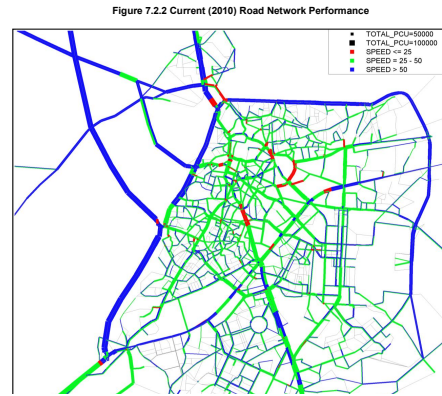 Figure 7.2.2 Current (2010) Road Network Performance
TOTAL_PCU=50000
TOTAL_PCU=100000
SPEED <= 25
SPEED = 25 - 50
SPEED > 50